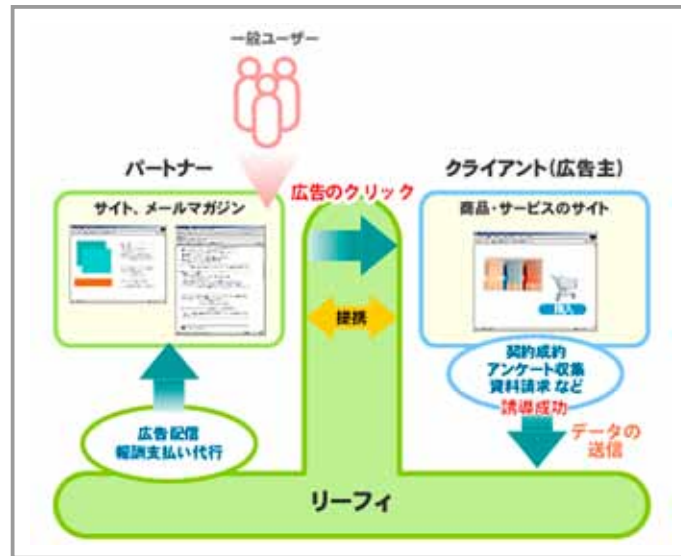 一般ユーザー
パートナー
クライアント(広告主)
広告のクリック
サイト、メールマガジン
商品・サービスのサイト
購入
提携
契約成約
アンケート収集
資料請求 など
誘導成功
データの
送信
広告配信
報酬支払い代行
リーフィ